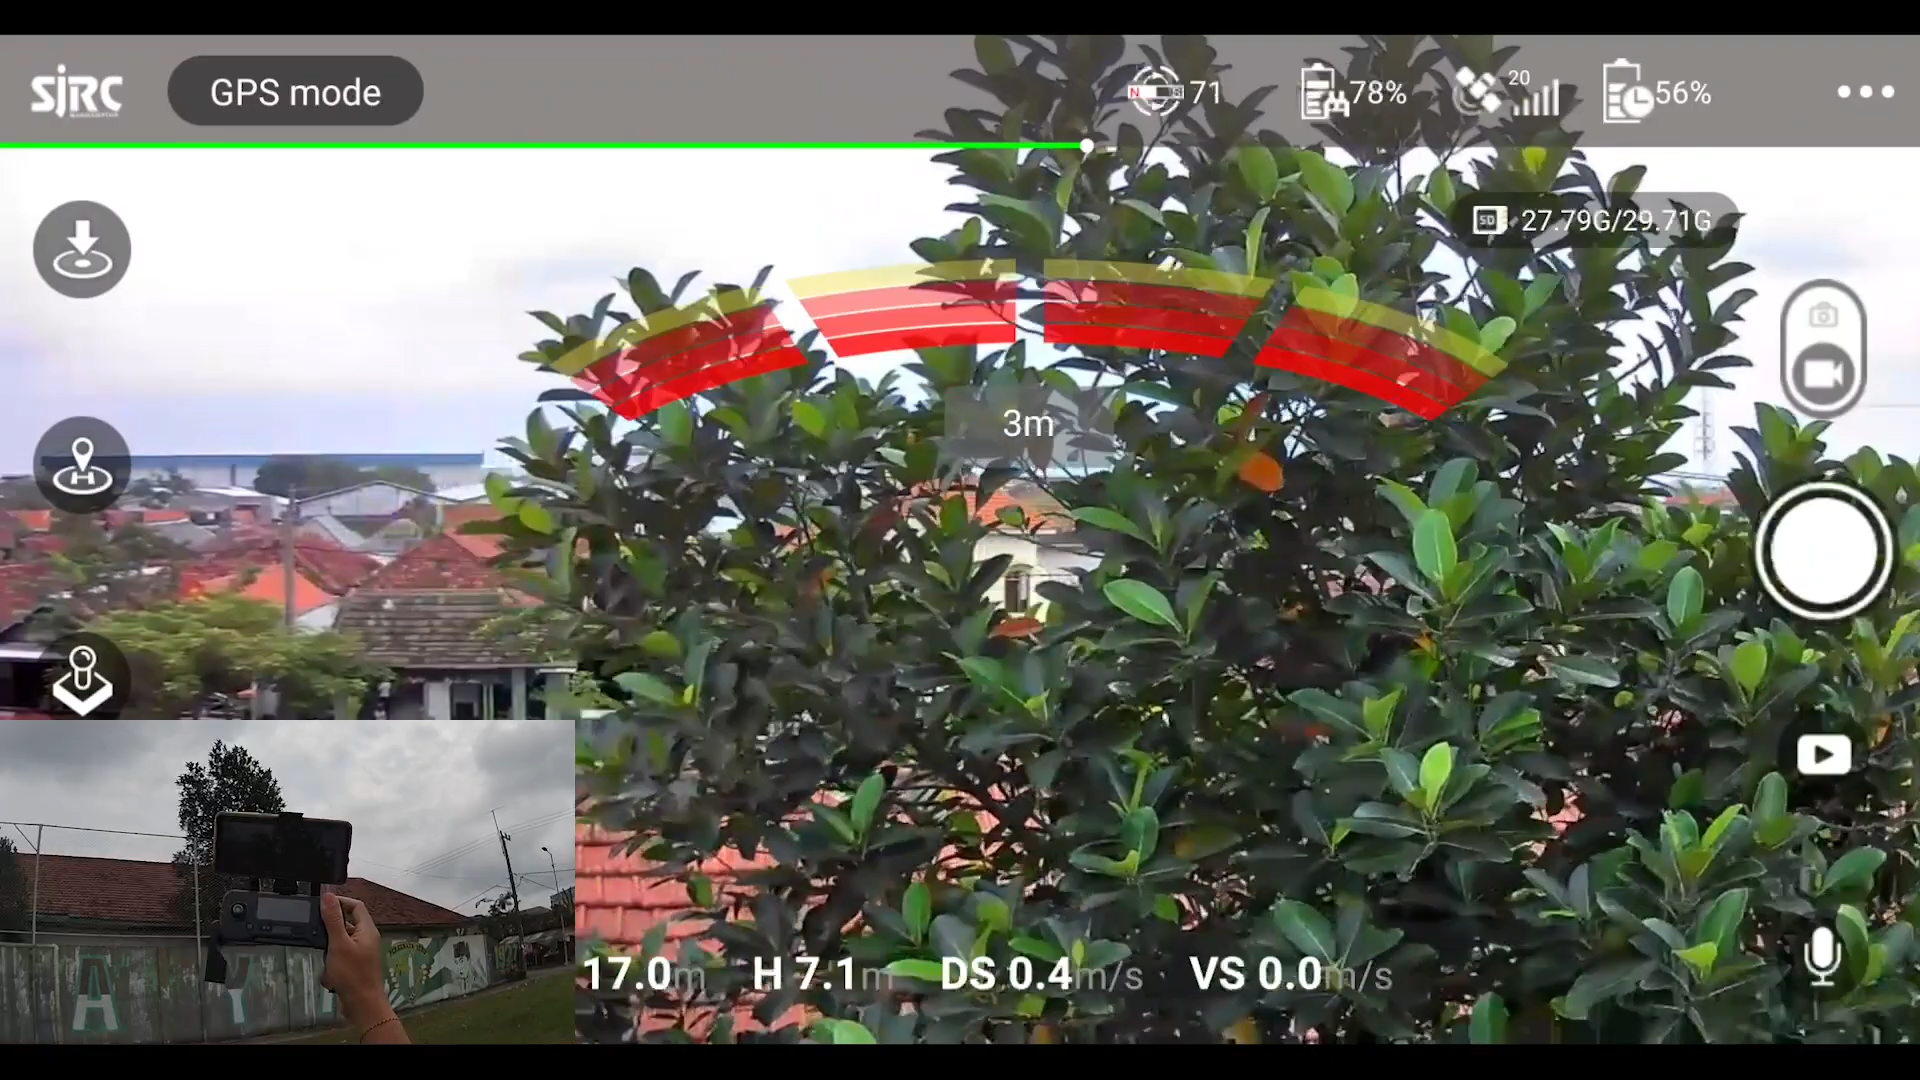 SJRC
GPS mode
N S 71
78%
20
56%
SD 27.79G/29.71G
3m
H
17.0m H 7.1m DS 0.4m/s VS 0.0m/s
A Y